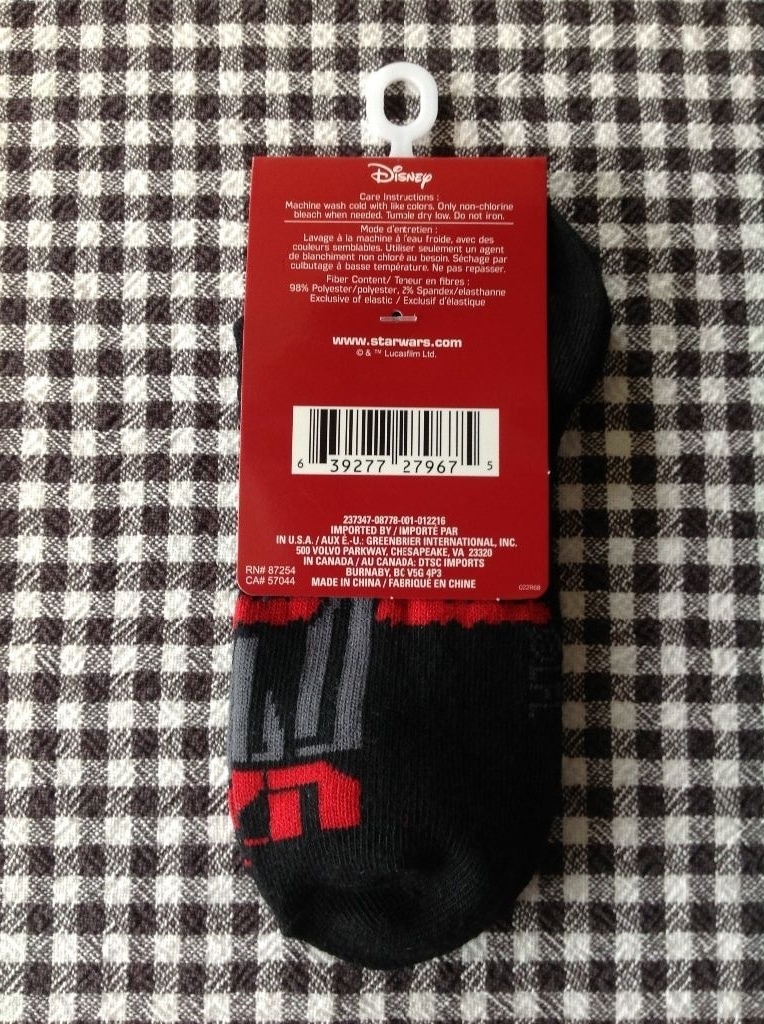 Disney
Care Instructions :
Machine wash cold with like colors. Only non-chlorine
bleach when needed. Tumble dry low. Do not iron.
Mode d'entretien :
Lavage à la machine à l'eau froide, avec des
couleurs semblables. Utiliser seulement un agent
de blanchiment non chloré au besoin. Séchage par
culbutage à basse température. Ne pas repasser.
Fiber Content/ Teneur en fibres :
98% Polyester/polyester, 2% Spandex/elasthanne
Exclusive of elastic / Exclusif d'élastique
www.starwars.com
© & ™ Lucasfilm Ltd.
6 39277 27967 5
237347-08778-001-012216
IMPORTED BY / IMPORTÉ PAR
IN U.S.A. / AUX É.-U.: GREENBRIER INTERNATIONAL, INC.
500 VOLVO PARKWAY, CHESAPEAKE, VA 23320
IN CANADA / AU CANADA: DTSC IMPORTS
BURNABY, BC V5G 4P3
MADE IN CHINA / FABRIQUÉ EN CHINE
RN# 87254
CA# 57044